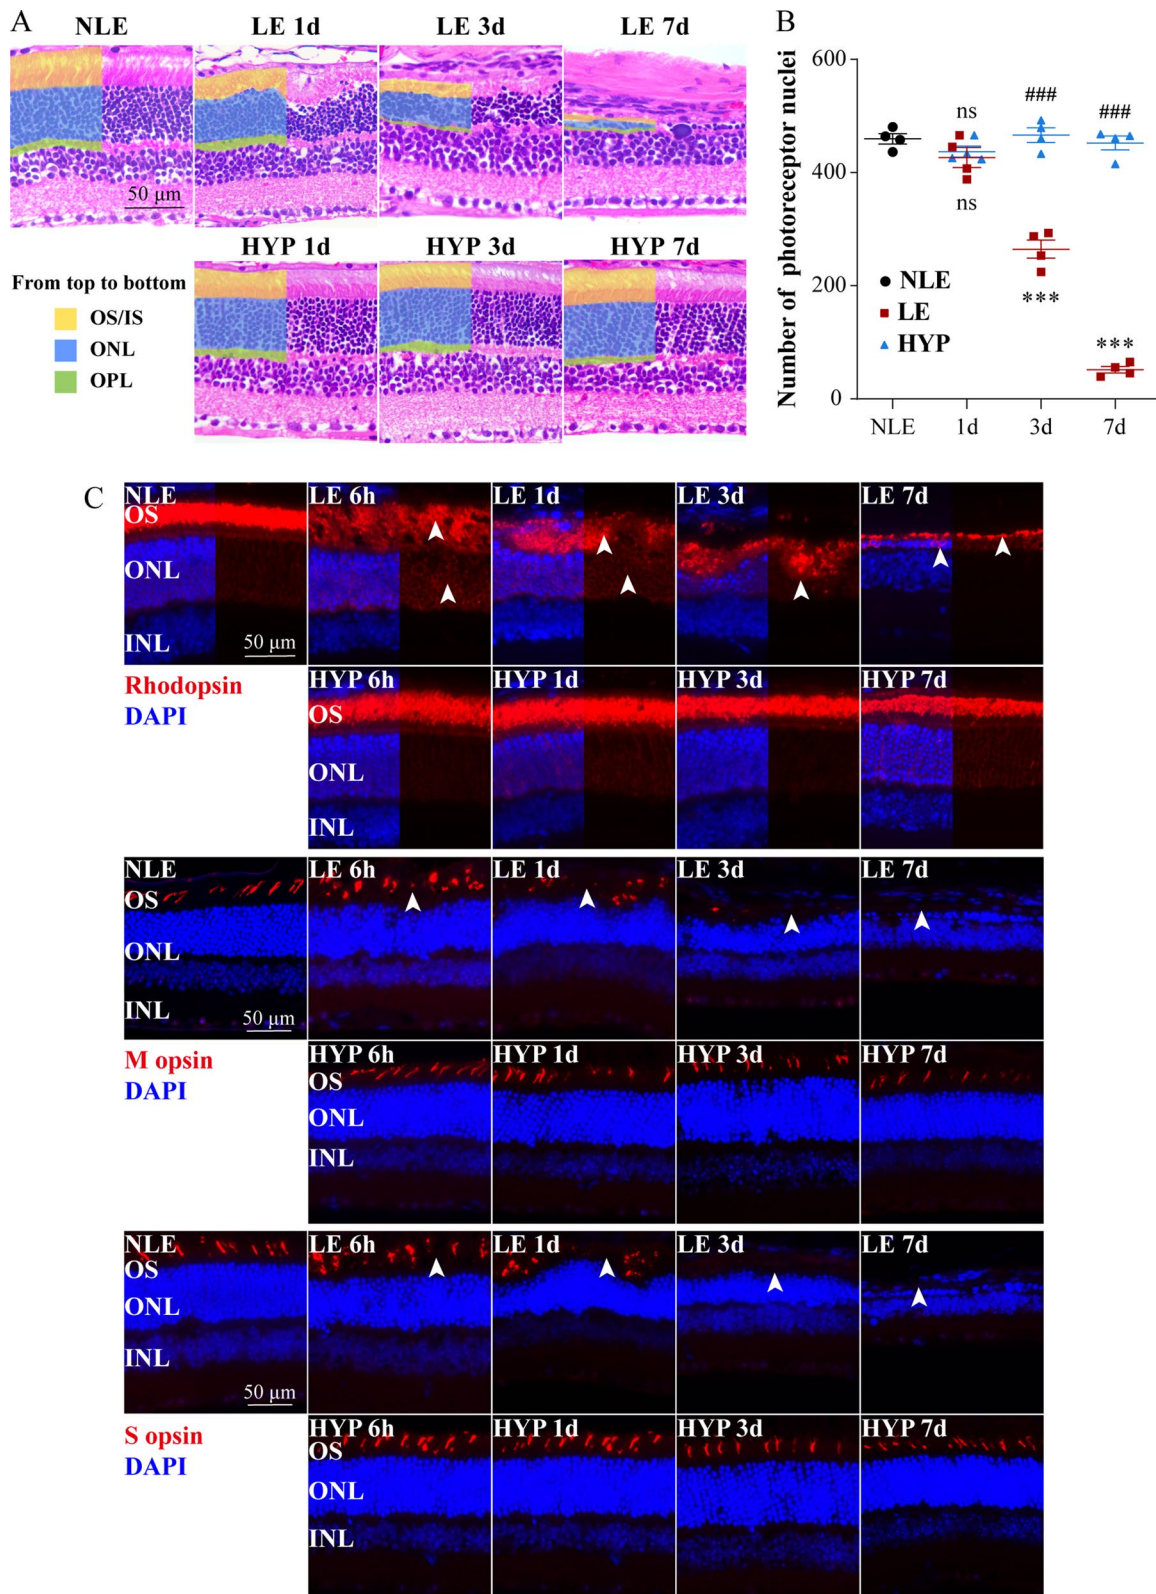 A
NLE
LE 1d
LE 3d
LE 7d
50 μm
HYP 1d
HYP 3d
HYP 7d
From top to bottom
OS/IS
ONL
OPL
B
Number of photoreceptor nuclei
600
400
200
0
ns
ns
###
###
***
***
NLE
LE
HYP
NLE
1d
3d
7d
C
NLE
LE 6h
LE 1d
LE 3d
LE 7d
OS
ONL
INL
50 μm
Rhodopsin
DAPI
HYP 6h
HYP 1d
HYP 3d
HYP 7d
OS
ONL
INL
NLE
LE 6h
LE 1d
LE 3d
LE 7d
OS
ONL
INL
50 μm
M opsin
DAPI
HYP 6h
HYP 1d
HYP 3d
HYP 7d
OS
ONL
INL
NLE
LE 6h
LE 1d
LE 3d
LE 7d
OS
ONL
INL
50 μm
S opsin
DAPI
HYP 6h
HYP 1d
HYP 3d
HYP 7d
OS
ONL
INL